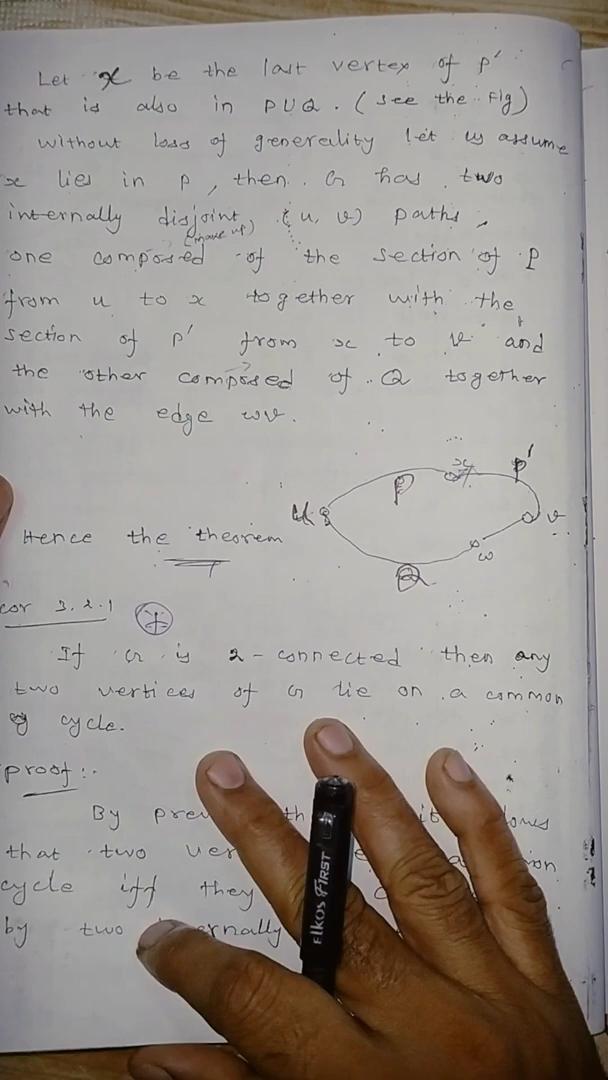 Let x be the last vertex of P'
that is also in PUQ. (see the Fig)
without loss of generality let us assume
x lies in P, then G has two
internally disjoint (u, v) paths,
(make up)
one composed of the section of P
from u to x together with the
section of P' from x to v and
the other composed of Q together
with the edge wv.
x P'
P
u v
Hence the theorem
w
Q
cor 3.2.1
If G is 2-connected then any
two vertices of G lie on a common
cycle.
proof:-
By
that two
cycle iff they
by two
ELKOS FIRST